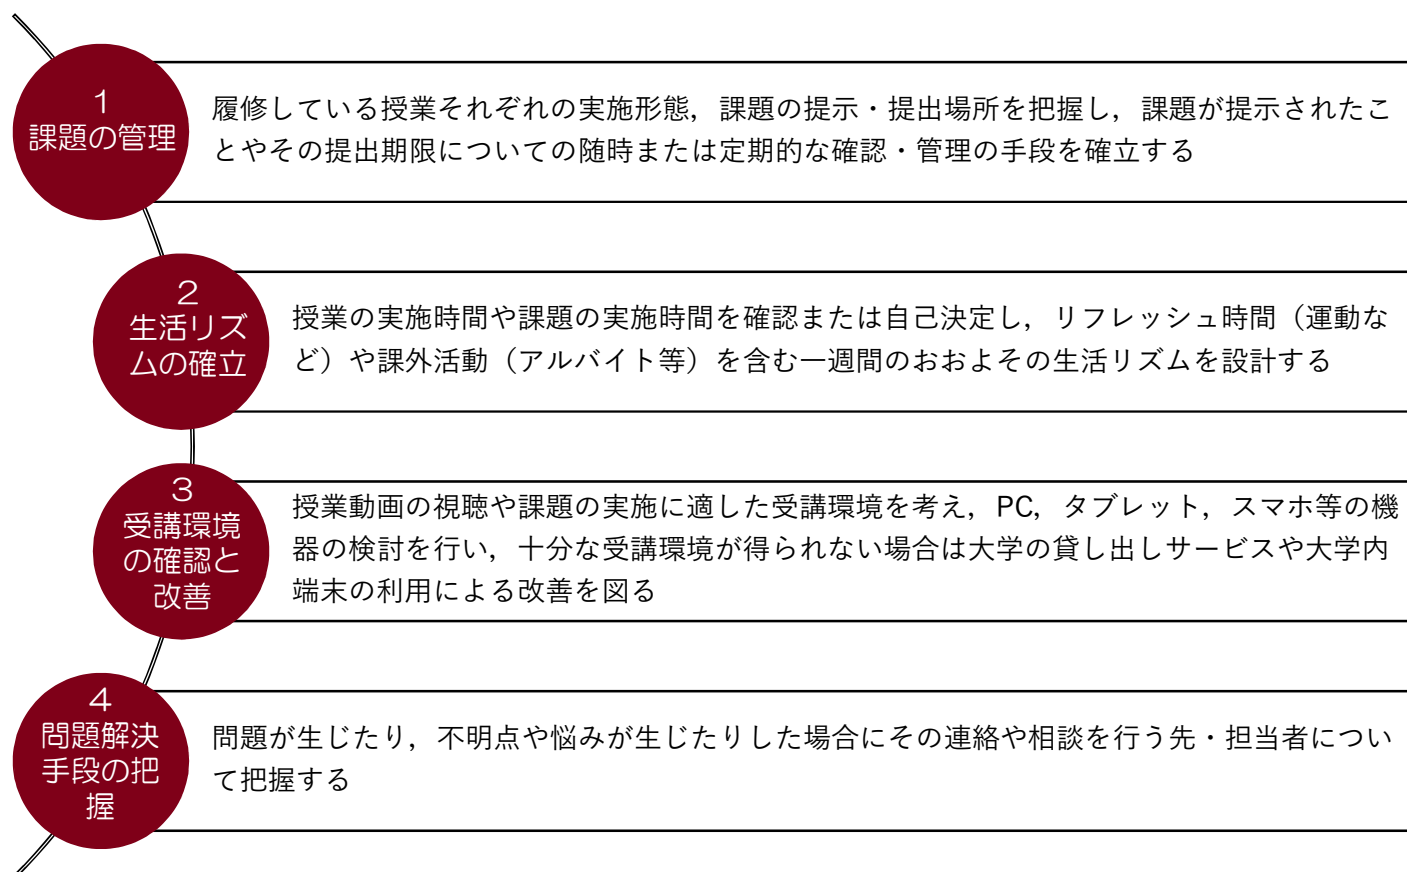 1
課題の管理
履修している授業それぞれの実施形態，課題の提示・提出場所を把握し，課題が提示されたこ
とやその提出期限についての随時または定期的な確認・管理の手段を確立する
2
生活リズ
ムの確立
授業の実施時間や課題の実施時間を確認または自己決定し，リフレッシュ時間（運動な
ど）や課外活動（アルバイト等）を含む一週間のおおよその生活リズムを設計する
3
受講環境
の確認と
改善
授業動画の視聴や課題の実施に適した受講環境を考え，PC，タブレット，スマホ等の機
器の検討を行い，十分な受講環境が得られない場合は大学の貸し出しサービスや大学内
端末の利用による改善を図る
4
問題解決
手段の把
握
問題が生じたり，不明点や悩みが生じたりした場合にその連絡や相談を行う先・担当者につい
て把握する